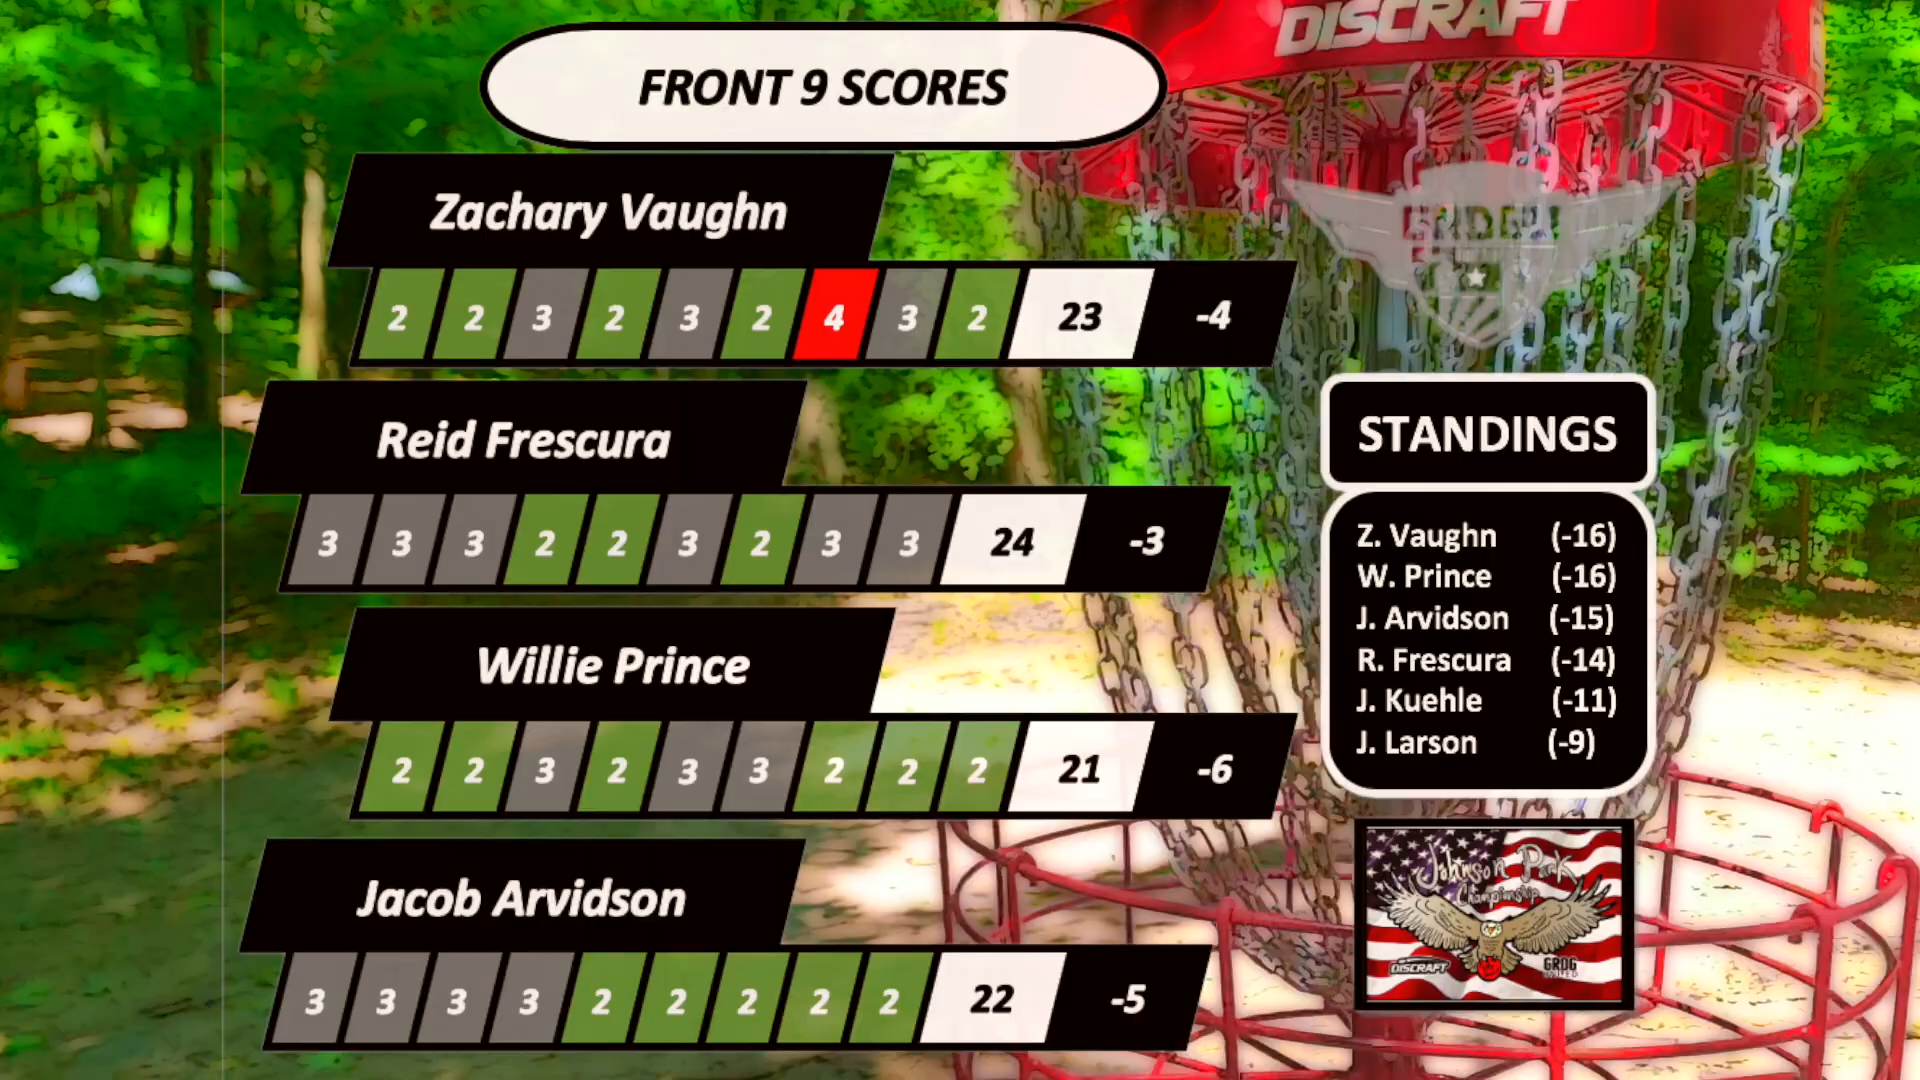 DISCRAFT
FRONT 9 SCORES
Zachary Vaughn
2 2 3 2 3 2 4 3 2 23 -4
Reid Frescura
3 3 3 2 2 3 2 3 3 24 -3
Willie Prince
2 2 3 2 3 3 2 2 2 21 -6
Jacob Arvidson
3 3 3 3 2 2 2 2 2 22 -5
STANDINGS
Z. Vaughn (-16)
W. Prince (-16)
J. Arvidson (-15)
R. Frescura (-14)
J. Kuehle (-11)
J. Larson (-9)
Johnson Park
Championship
DISCRAFT
GRDG